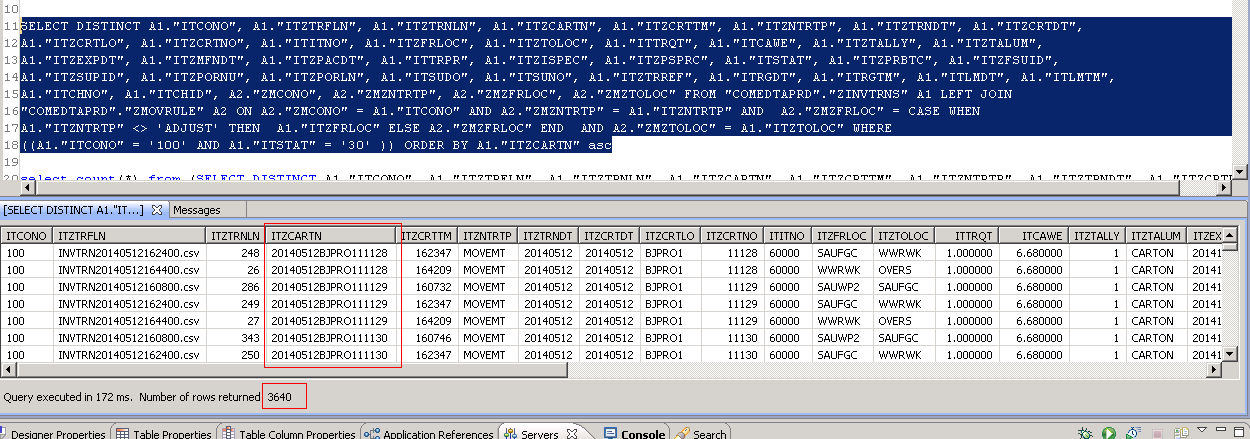 10
11 SELECT DISTINCT A1."ITCONO", A1."ITZTRFLN", A1."ITZTRNLN", A1."ITZCARTN", A1."ITZCRTTM", A1."ITZNTRTP", A1."ITZTRNDT", A1."ITZCRTDT",
12 A1."ITZCRTLO", A1."ITZCRTNO", A1."ITITNO", A1."ITZFRLOC", A1."ITZTOLOC", A1."ITTRQT", A1."ITCAWE", A1."ITZTALLY", A1."ITZTALUM",
13 A1."ITZEXPDT", A1."ITZMFNDT", A1."ITZPACDT", A1."ITTRPR", A1."ITZISPEC", A1."ITZPSPRC", A1."ITSTAT", A1."ITZPRBTC", A1."ITZFSUID",
14 A1."ITZSUPID", A1."ITZPORNU", A1."ITZPORLN", A1."ITSUDO", A1."ITSUNO", A1."ITZTRREF", A1."ITRGDT", A1."ITRGTM", A1."ITLMDT", A1."ITLMTM",
15 A1."ITCHNO", A1."ITCHID", A2."ZMCONO", A2."ZMZNTRTP", A2."ZMZFRLOC", A2."ZMZTOLOC" FROM "COMEDTAPRD"."ZINVTRNS" A1 LEFT JOIN
16 "COMEDTAPRD"."ZMOVRULE" A2 ON A2."ZMCONO" = A1."ITCONO" AND A2."ZMZNTRTP" = A1."ITZNTRTP" AND  A2."ZMZFRLOC" = CASE WHEN
17 A1."ITZNTRTP" <> 'ADJUST' THEN  A1."ITZFRLOC" ELSE A2."ZMZFRLOC" END  AND A2."ZMZTOLOC" = A1."ITZTOLOC" WHERE
18 ((A1."ITCONO" = '100' AND A1."ITSTAT" = '30' )) ORDER BY A1."ITZCARTN" asc
19
20 select count(*) from (SELECT DISTINCT A1."ITCONO", A1."ITZTRFLN", A1."ITZTRNLN", A1."ITZCARTN", A1."ITZCRTTM", A1."ITZNTRTP", A1."ITZTRNDT", A1."ITZCRTD
[SELECT DISTINCT A1."IT...] Messages
ITCONO ITZTRFLN ITZTRNLN ITZCARTN ITZCRTTM ITZNTRTP ITZTRNDT ITZCRTDT ITZCRTLO ITZCRTNO ITITNO ITZFRLOC ITZTOLOC ITTRQT ITCAWE ITZTALLY ITZTALUM ITZEX
100 INVTRN20140512162400.csv 248 20140512BJPRO111128 162347 MOVEMT 20140512 20140512 BJPRO1 11128 60000 SAUFGC WWRWK 1.000000 6.680000 1 CARTON 20141
100 INVTRN20140512164400.csv 26 20140512BJPRO111128 164209 MOVEMT 20140512 20140512 BJPRO1 11128 60000 WWRWK OVERS 1.000000 6.680000 1 CARTON 20141
100 INVTRN20140512160800.csv 286 20140512BJPRO111129 160732 MOVEMT 20140512 20140512 BJPRO1 11129 60000 SAUWP2 SAUFGC 1.000000 6.680000 1 CARTON 20141
100 INVTRN20140512162400.csv 249 20140512BJPRO111129 162347 MOVEMT 20140512 20140512 BJPRO1 11129 60000 SAUFGC WWRWK 1.000000 6.680000 1 CARTON 20141
100 INVTRN20140512164400.csv 27 20140512BJPRO111129 164209 MOVEMT 20140512 20140512 BJPRO1 11129 60000 WWRWK OVERS 1.000000 6.680000 1 CARTON 20141
100 INVTRN20140512160800.csv 343 20140512BJPRO111130 160746 MOVEMT 20140512 20140512 BJPRO1 11130 60000 SAUWP2 SAUFGC 1.000000 6.680000 1 CARTON 20141
100 INVTRN20140512162400.csv 250 20140512BJPRO111130 162347 MOVEMT 20140512 20140512 BJPRO1 11130 60000 SAUFGC WWRWK 1.000000 6.680000 1 CARTON 20141
Query executed in 172 ms.  Number of rows returned 3640
Designer Properties Table Properties Table Column Properties Application References Servers Console Search